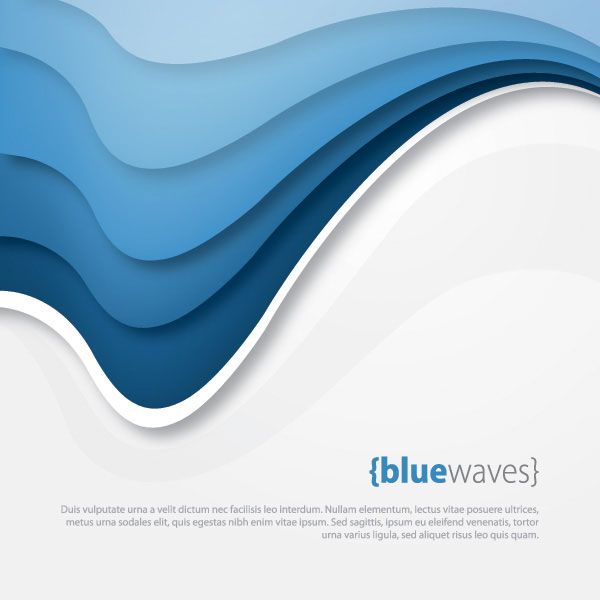 {bluewaves}
Duis vulputate urna a velit dictum nec facilisis leo interdum. Nullam elementum, lectus vitae posuere ultrices,
metus urna sodales elit, quis egestas nibh enim vitae ipsum. Sed sagittis, ipsum eu eleifend venenatis, tortor
urna varius ligula, sed aliquet risus leo quis quam.